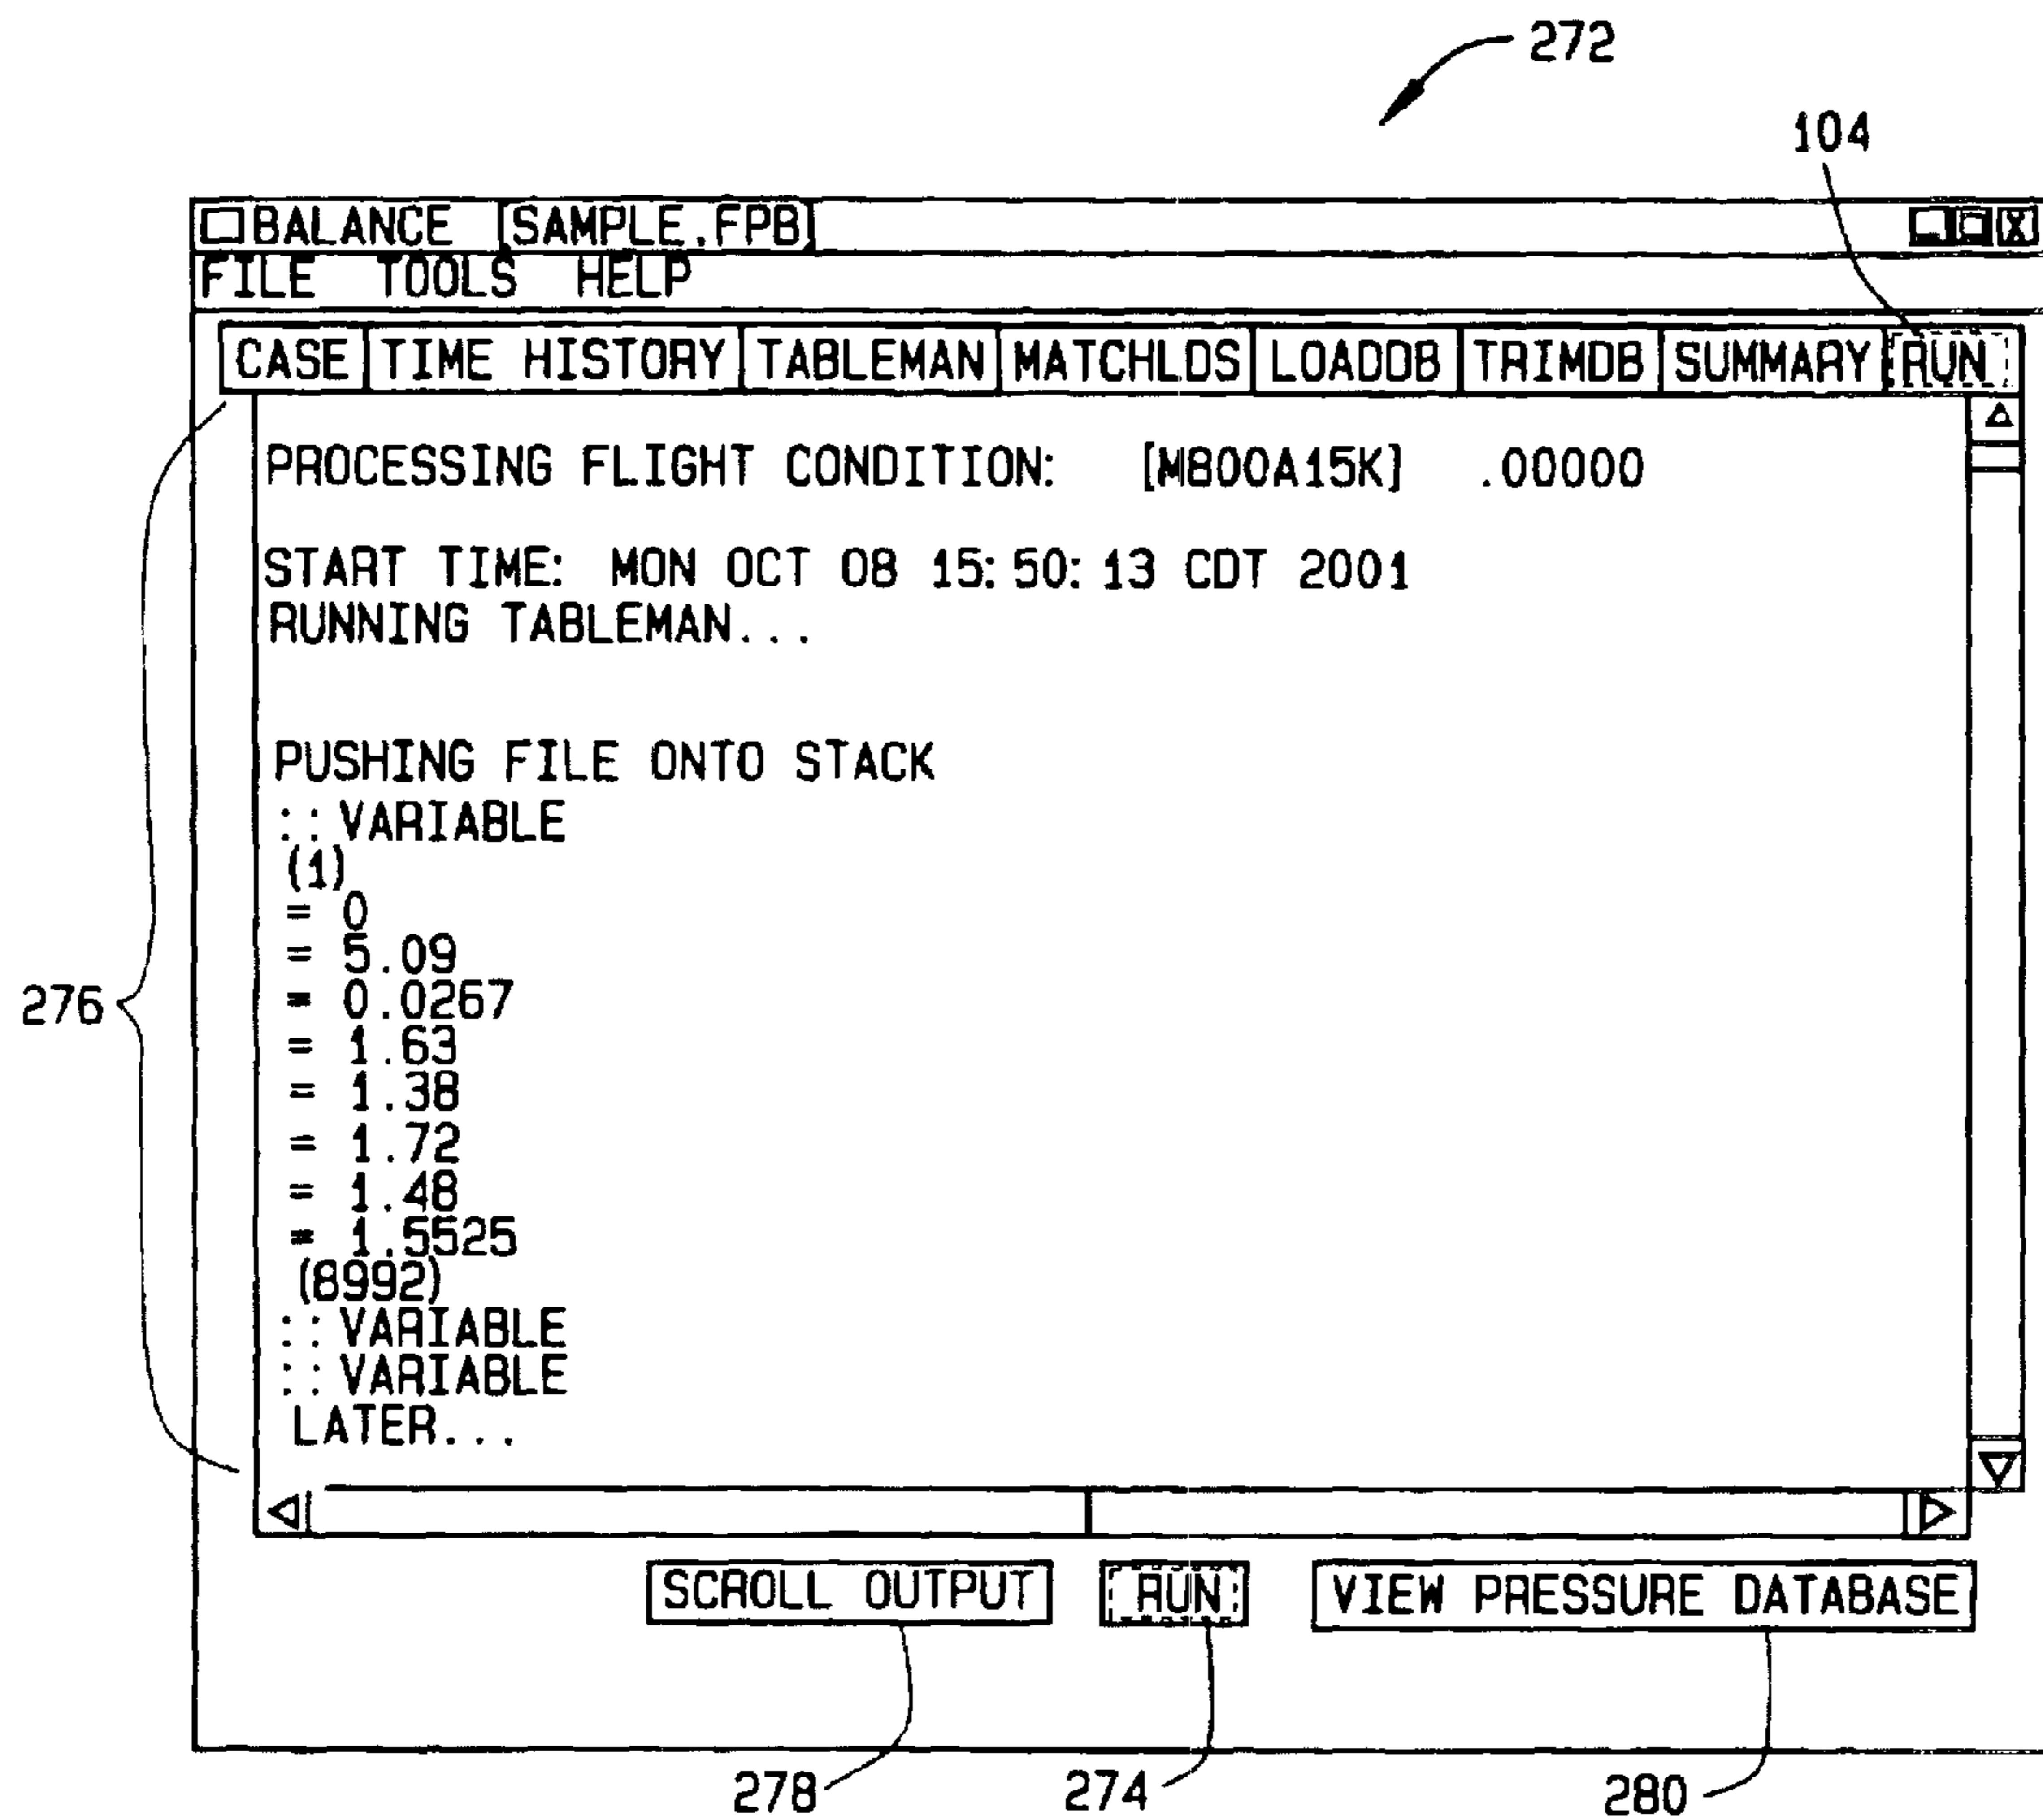 272
104
BALANCE [SAMPLE.FPB]
FILE TOOLS HELP
CASE TIME HISTORY TABLEMAN MATCHLDS LOADDB TRIMDB SUMMARY RUN
PROCESSING FLIGHT CONDITION: [M800A15K] .00000
START TIME: MON OCT 08 15:50:13 CDT 2001
RUNNING TABLEMAN...
PUSHING FILE ONTO STACK
:: VARIABLE
(1)
= 0
= 5.09
= 0.0267
276
= 1.63
= 1.38
= 1.72
= 1.48
= 1.5525
(8992)
:: VARIABLE
:: VARIABLE
LATER...
SCROLL OUTPUT RUN VIEW PRESSURE DATABASE
278 274 280